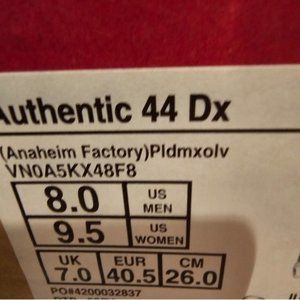 Authentic 44 Dx
(Anaheim Factory)Pldmxolv
VN0A5KX48F8
8.0 US MEN
9.5 US WOMEN
UK EUR CM
7.0 40.5 26.0
PO#4200032837